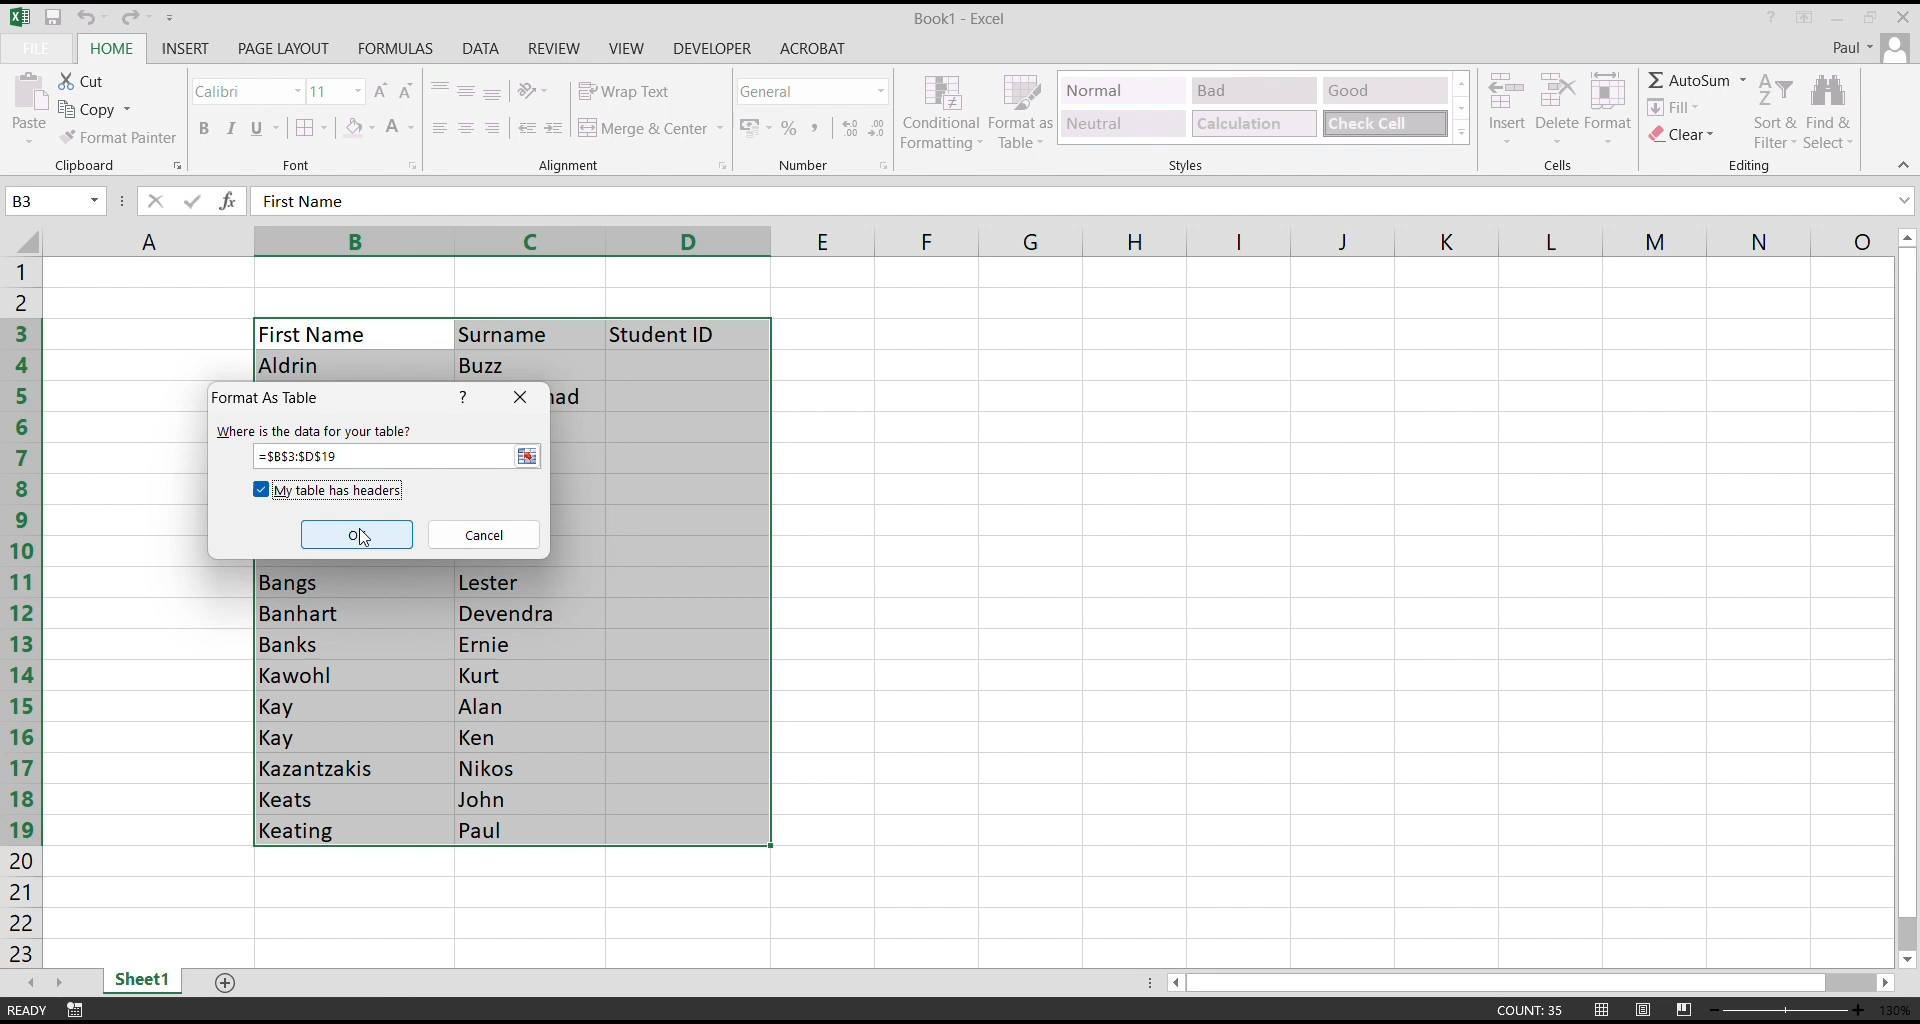 Book1 - Excel
?
FILE HOME INSERT PAGE LAYOUT FORMULAS DATA REVIEW VIEW DEVELOPER ACROBAT Paul
Paste
Cut
Copy
Format Painter
Clipboard
Calibri 11
B I U
Font
Wrap Text
Merge & Center
Alignment
General
%
Number
Conditional
Formatting
Format as
Table
Normal Bad Good
Neutral Calculation Check Cell
Styles
Insert Delete Format
Cells
AutoSum
Fill
Clear
Sort &
Filter
Find &
Select
Editing
B3 fx First Name
A B C D E F G H I J K L M N O
1
2
3 First Name Surname Student ID
4 Aldrin Buzz
5 had
6
7
8
9
10
Format As Table ?
Where is the data for your table?
=$B$3:$D$19
My table has headers
Cancel
11 Bangs Lester
12 Banhart Devendra
13 Banks Ernie
14 Kawohl Kurt
15 Kay Alan
16 Kay Ken
17 Kazantzakis Nikos
18 Keats John
19 Keating Paul
20
21
22
23
Sheet1
READY COUNT: 35 130%